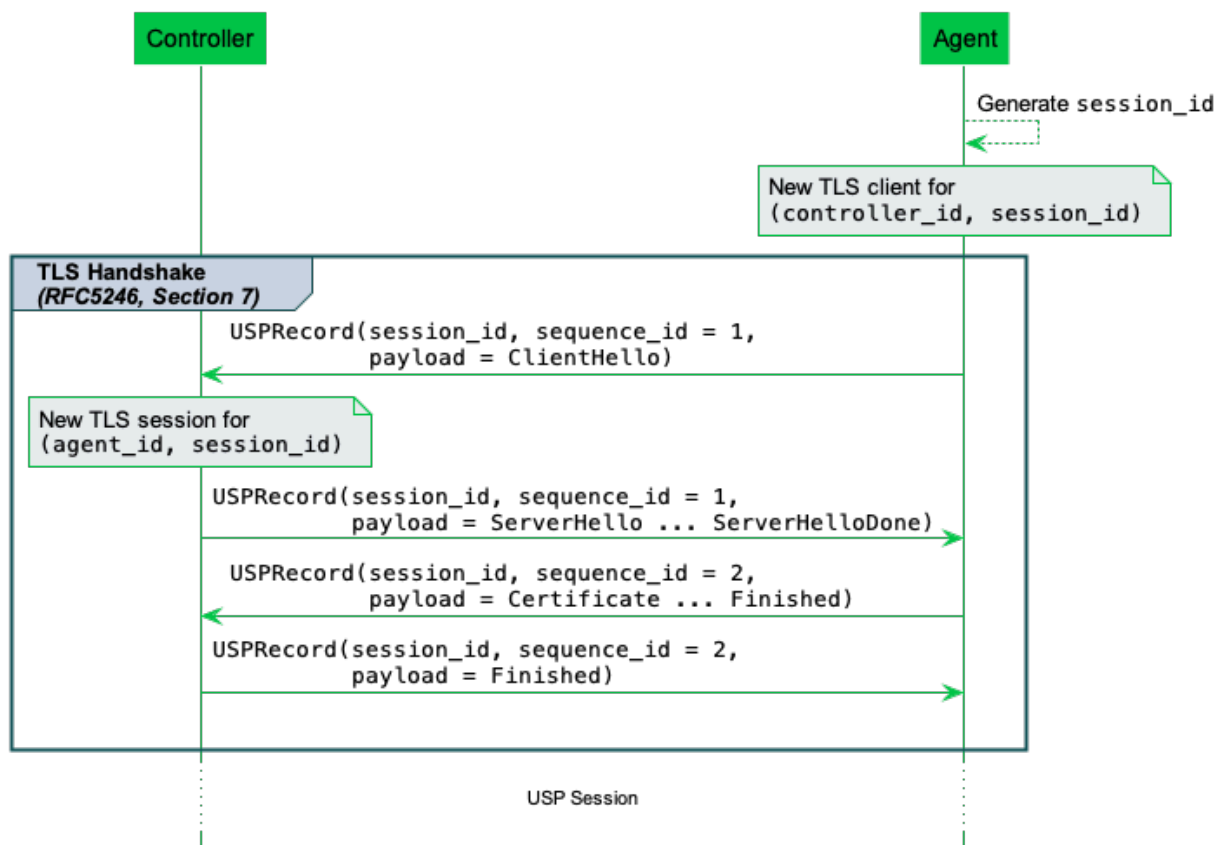 Controller
Agent
Generate session_id
New TLS client for
(controller_id, session_id)
TLS Handshake
(RFC5246, Section 7)
USPRecord(session_id, sequence_id = 1,
payload = ClientHello)
New TLS session for
(agent_id, session_id)
USPRecord(session_id, sequence_id = 1,
payload = ServerHello ... ServerHelloDone)
USPRecord(session_id, sequence_id = 2,
payload = Certificate ... Finished)
USPRecord(session_id, sequence_id = 2,
payload = Finished)
USP Session